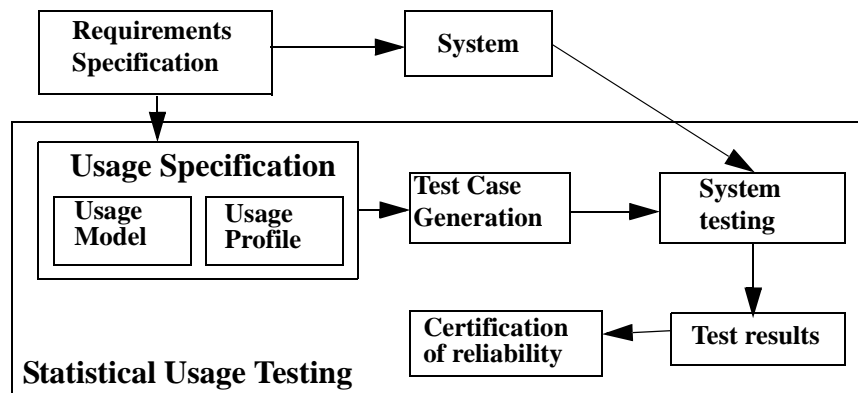 Requirements
Specification
System
Usage Specification
Usage
Model
Usage
Profile
Test Case
Generation
System
testing
Certification
of reliability
Test results
Statistical Usage Testing